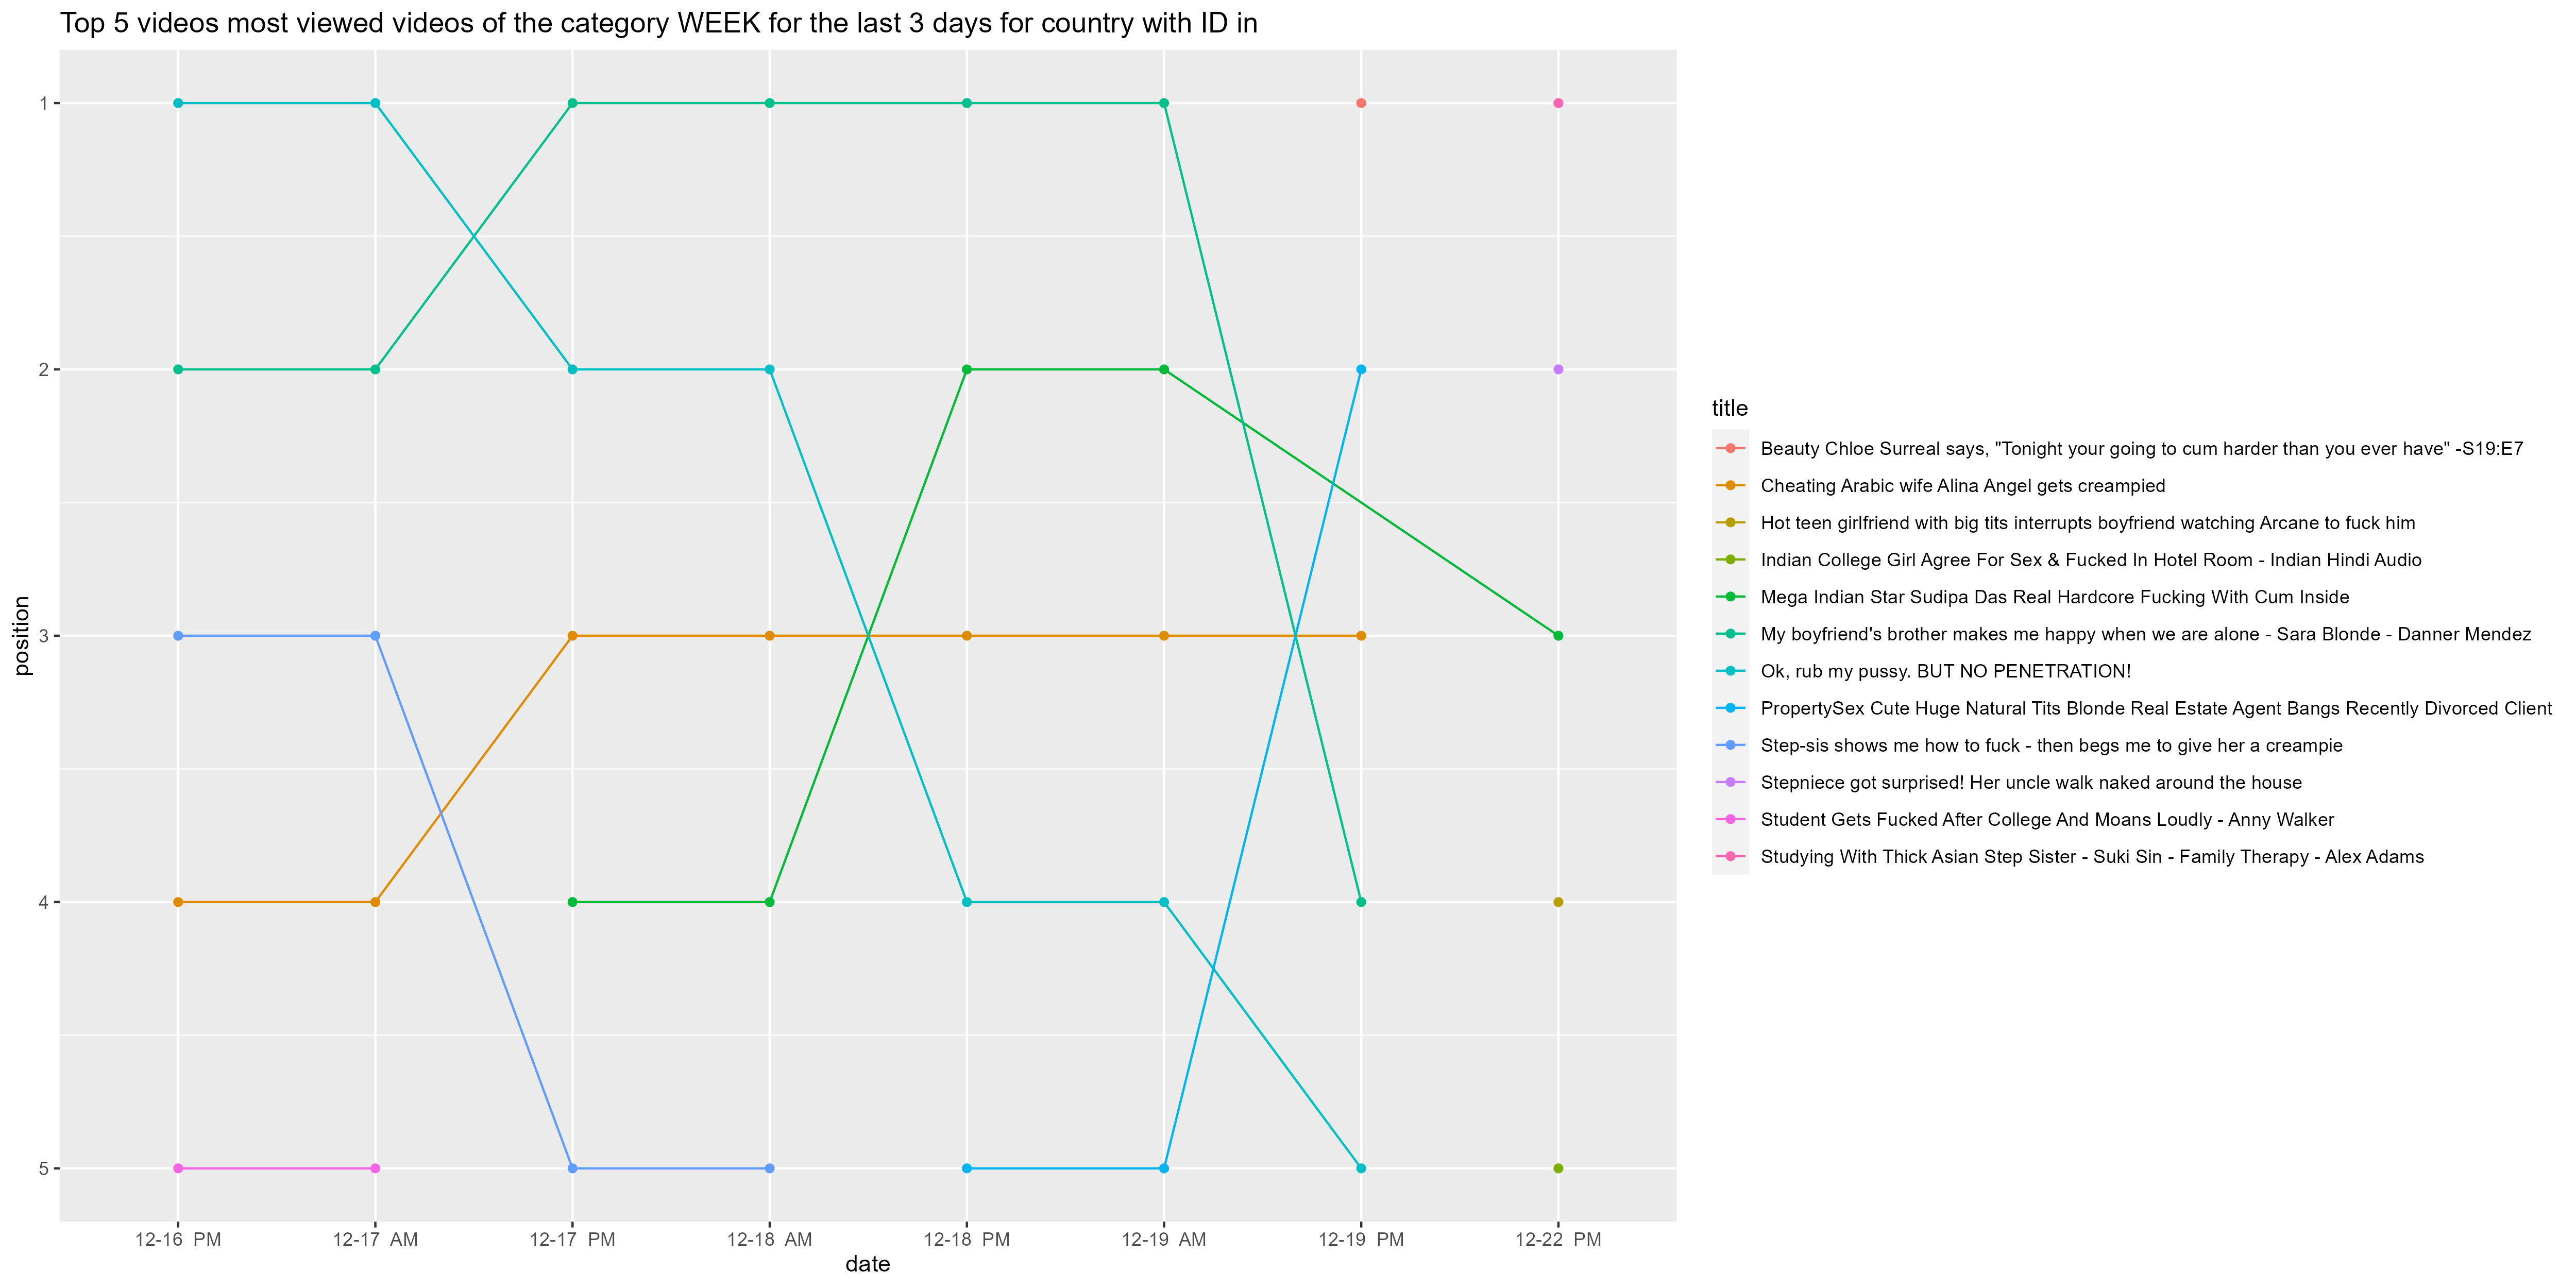 Top 5 videos most viewed videos of the category WEEK for the last 3 days for country with ID in
1
2
3
4
5
position
12-16 PM
12-17 AM
12-17 PM
12-18 AM
12-18 PM
12-19 AM
12-19 PM
12-22 PM
date
title
Beauty Chloe Surreal says, "Tonight your going to cum harder than you ever have" -S19:E7
Cheating Arabic wife Alina Angel gets creampied
Hot teen girlfriend with big tits interrupts boyfriend watching Arcane to fuck him
Indian College Girl Agree For Sex & Fucked In Hotel Room - Indian Hindi Audio
Mega Indian Star Sudipa Das Real Hardcore Fucking With Cum Inside
My boyfriend's brother makes me happy when we are alone - Sara Blonde - Danner Mendez
Ok, rub my pussy. BUT NO PENETRATION!
PropertySex Cute Huge Natural Tits Blonde Real Estate Agent Bangs Recently Divorced Client
Step-sis shows me how to fuck - then begs me to give her a creampie
Stepniece got surprised! Her uncle walk naked around the house
Student Gets Fucked After College And Moans Loudly - Anny Walker
Studying With Thick Asian Step Sister - Suki Sin - Family Therapy - Alex Adams